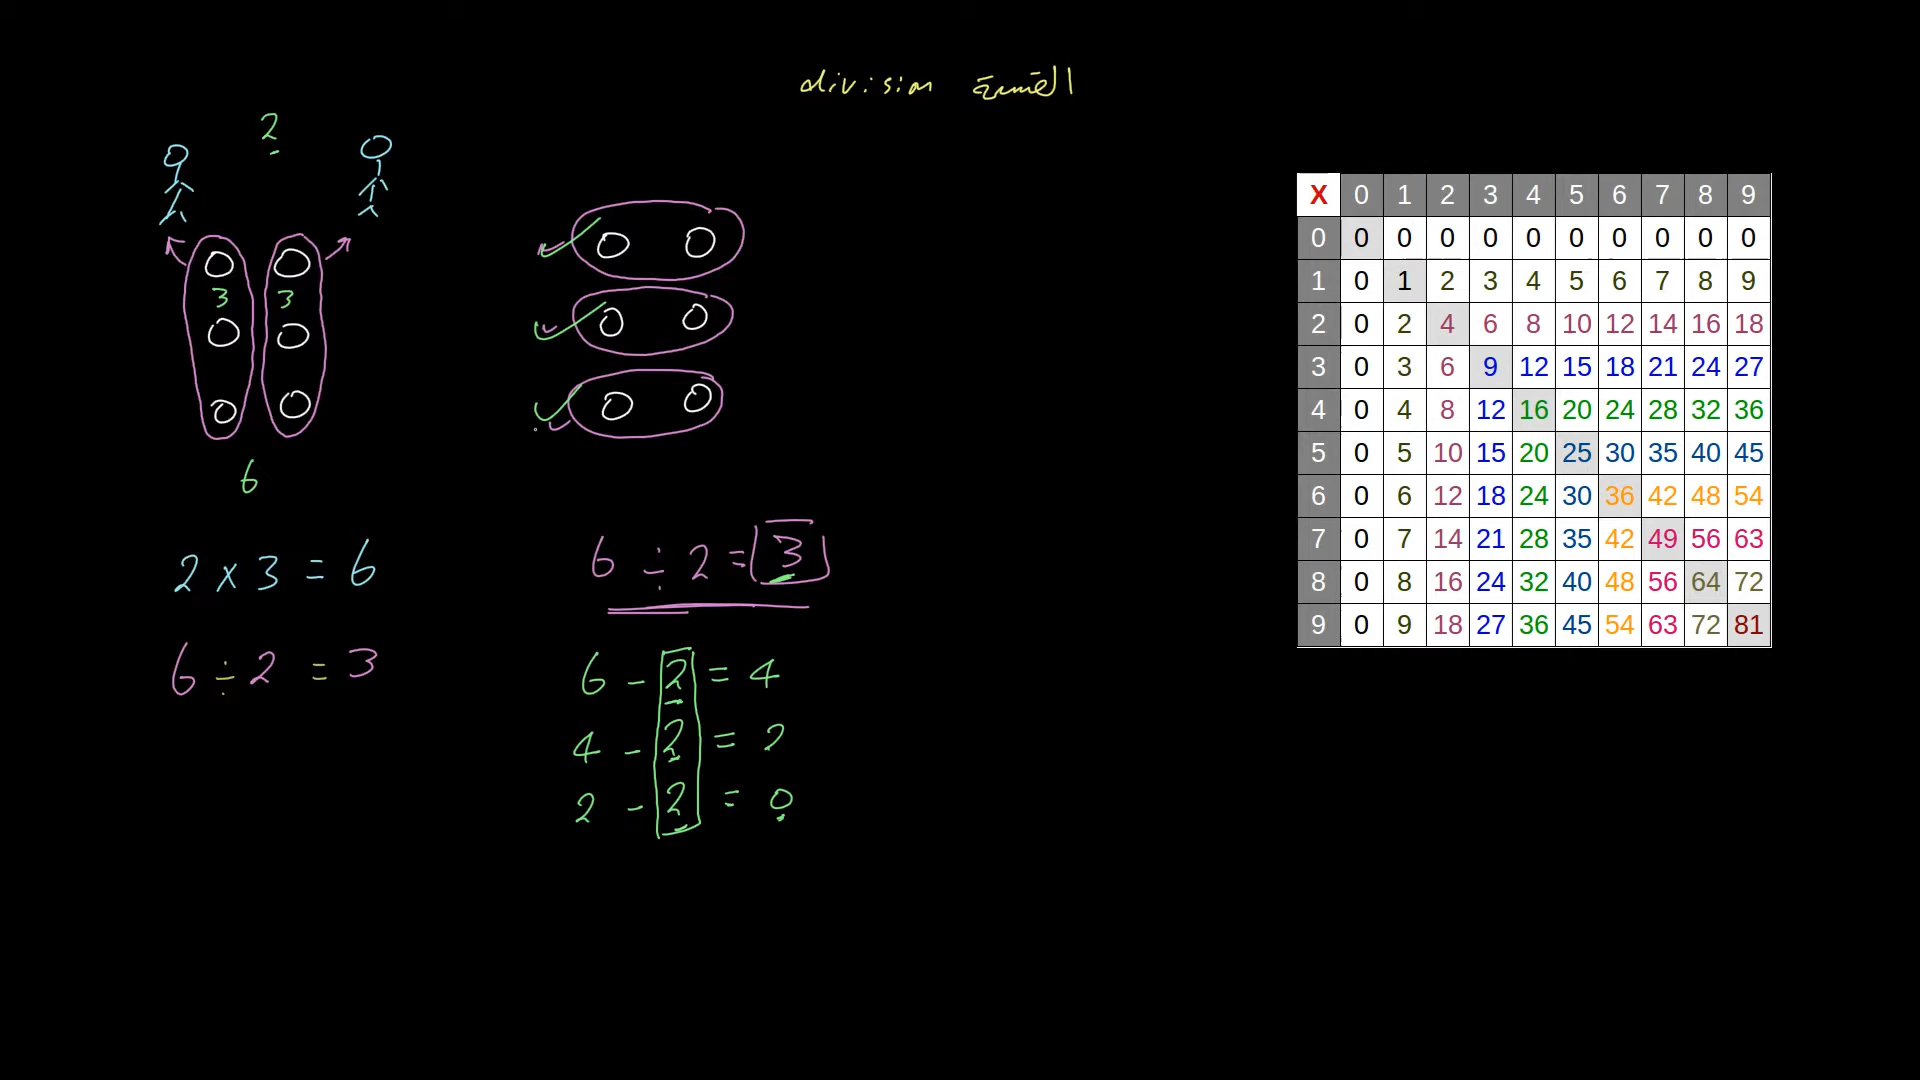 division
2
3 3
6
2 x 3 = 6
6 ÷ 2 = 3
6 ÷ 2 = 3
6 - 2 = 4
4 - 2 = 2
2 - 2 = 0
X 0 1 2 3 4 5 6 7 8 9
0 0 0 0 0 0 0 0 0 0 0
1 0 1 2 3 4 5 6 7 8 9
2 0 2 4 6 8 10 12 14 16 18
3 0 3 6 9 12 15 18 21 24 27
4 0 4 8 12 16 20 24 28 32 36
5 0 5 10 15 20 25 30 35 40 45
6 0 6 12 18 24 30 36 42 48 54
7 0 7 14 21 28 35 42 49 56 63
8 0 8 16 24 32 40 48 56 64 72
9 0 9 18 27 36 45 54 63 72 81